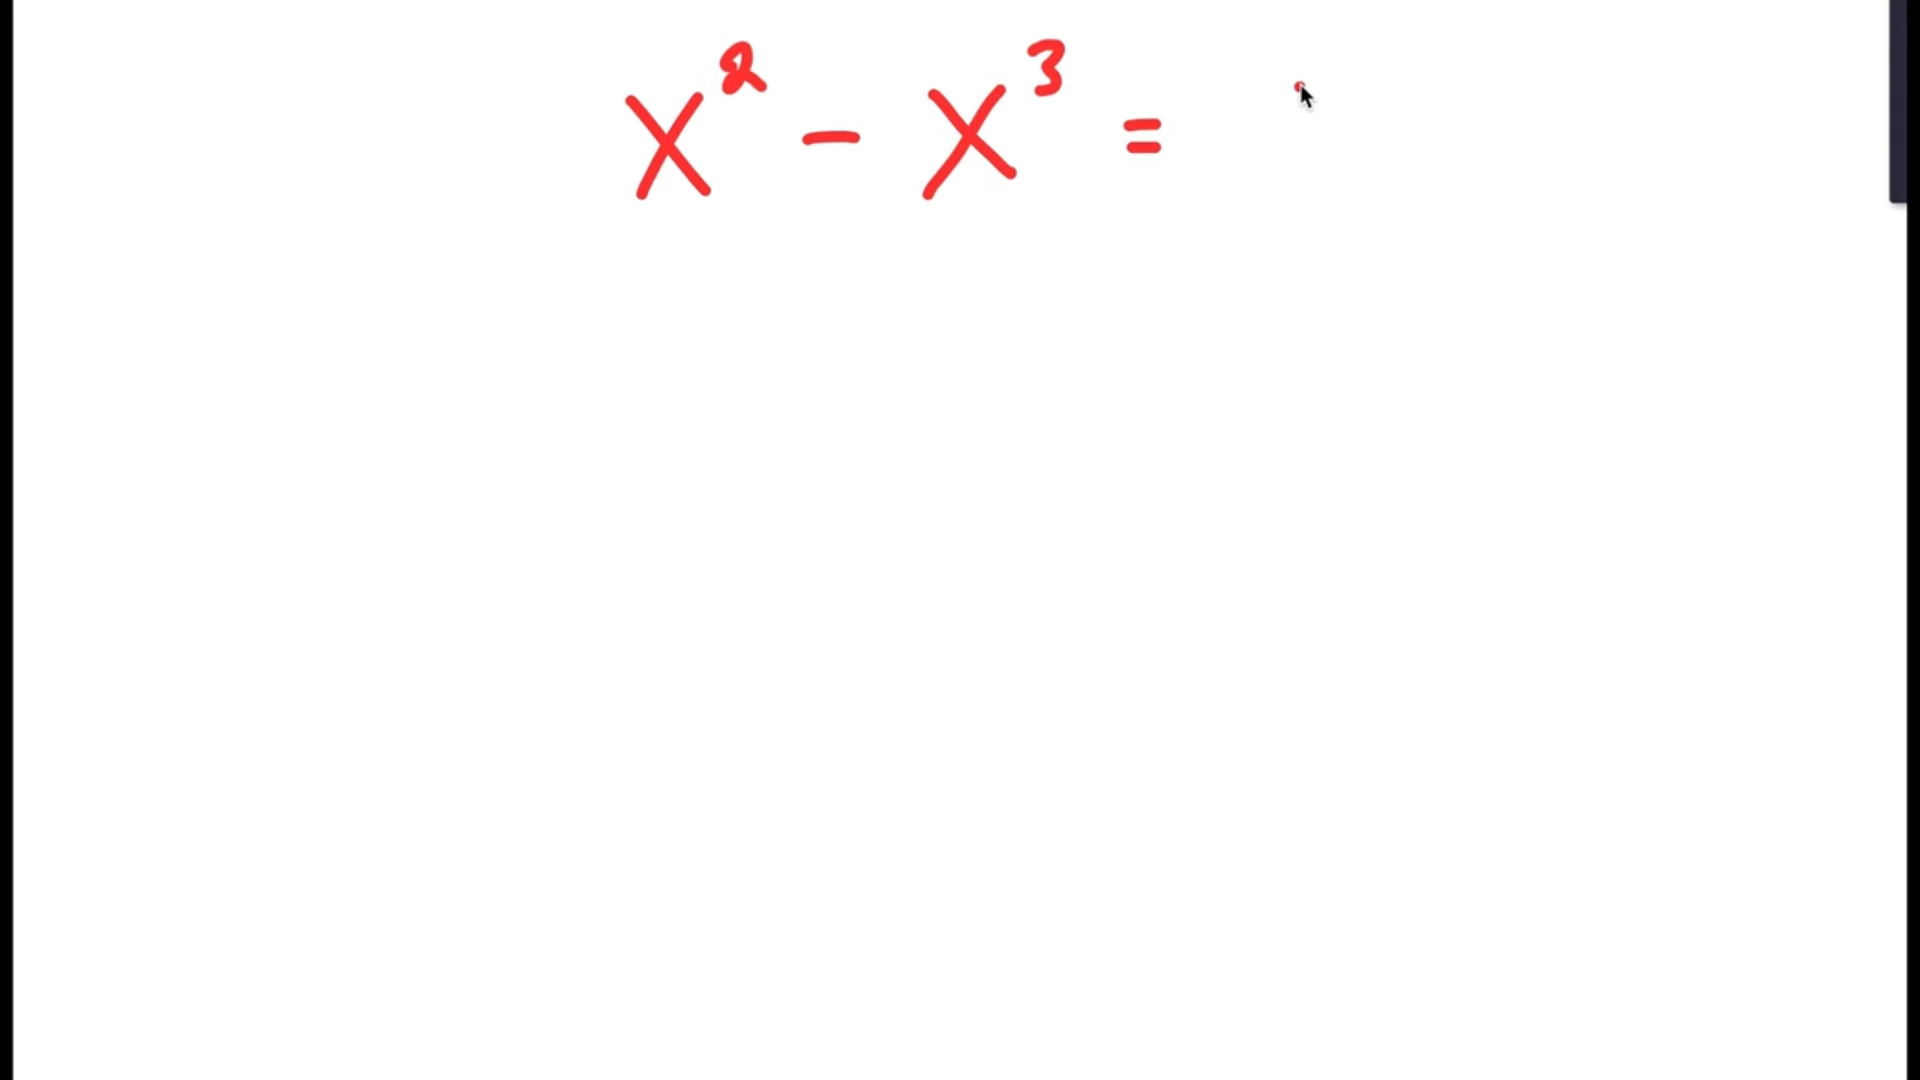 x² - x³ =